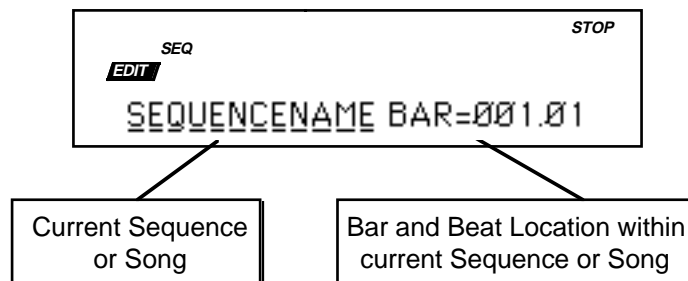 STOP
SEQ
EDIT
SEQUENCENAME BAR=001.01
Current Sequence
or Song
Bar and Beat Location within
current Sequence or Song